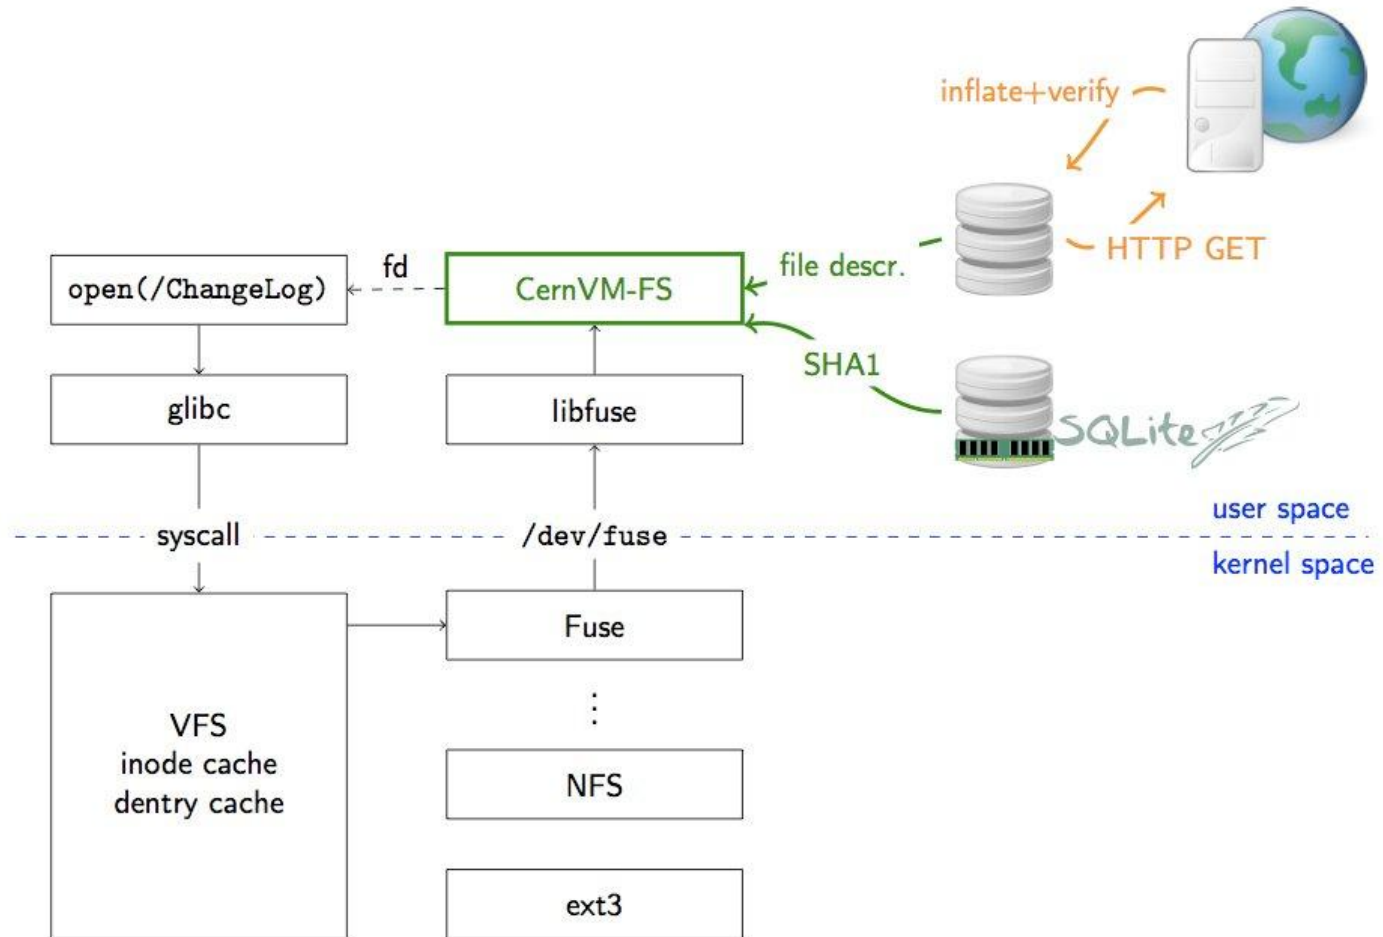 inflate+verify
HTTP GET
open(/ChangeLog)
fd
CernVM-FS
file descr.
SHA1
glibc
libfuse
SQLite
user space
syscall
/dev/fuse
kernel space
Fuse
⋮
VFS
inode cache
dentry cache
NFS
ext3